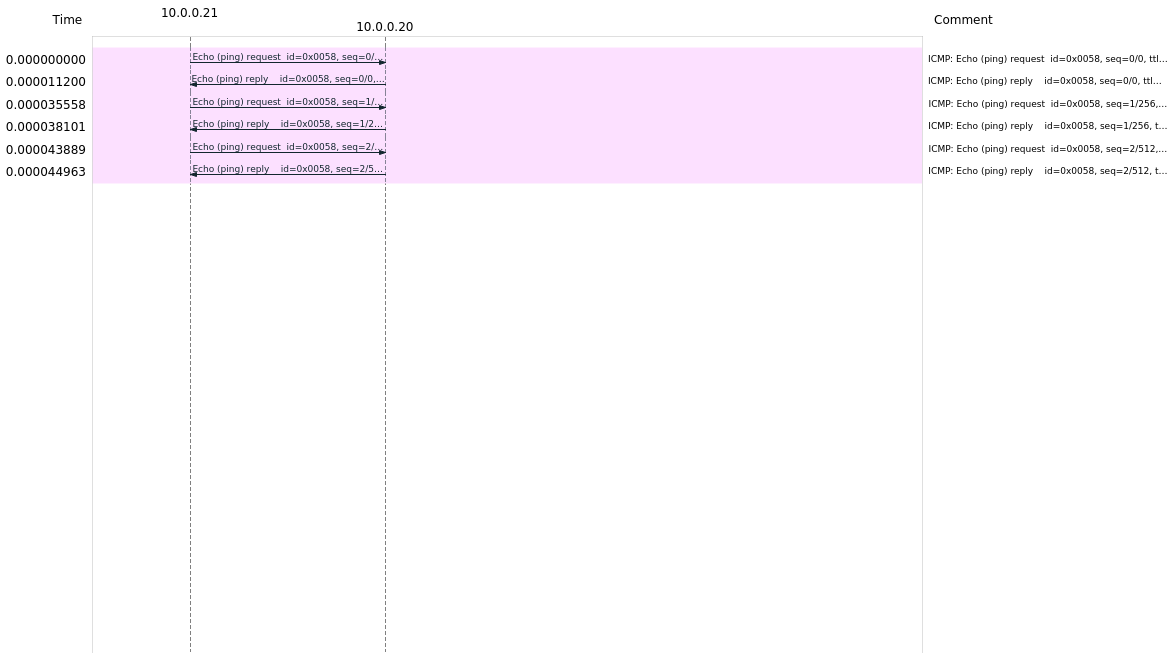 Time 10.0.0.21 10.0.0.20 Comment
0.000000000 Echo (ping) request id=0x0058, seq=0/... ICMP: Echo (ping) request id=0x0058, seq=0/0, ttl...
0.000011200 Echo (ping) reply id=0x0058, seq=0/0,... ICMP: Echo (ping) reply id=0x0058, seq=0/0, ttl...
0.000035558 Echo (ping) request id=0x0058, seq=1/... ICMP: Echo (ping) request id=0x0058, seq=1/256,...
0.000038101 Echo (ping) reply id=0x0058, seq=1/2... ICMP: Echo (ping) reply id=0x0058, seq=1/256, t...
0.000043889 Echo (ping) request id=0x0058, seq=2/... ICMP: Echo (ping) request id=0x0058, seq=2/512,...
0.000044963 Echo (ping) reply id=0x0058, seq=2/5... ICMP: Echo (ping) reply id=0x0058, seq=2/512, t...